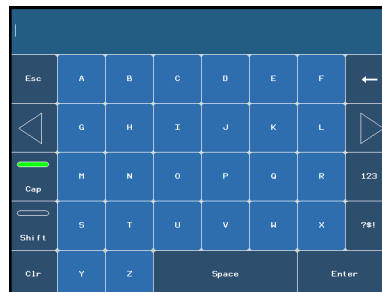 Esc A B C D E F ←
G H I J K L
Cap M N O P Q R 123
Shift S T U V W X ?$!
Clr Y Z Space Enter